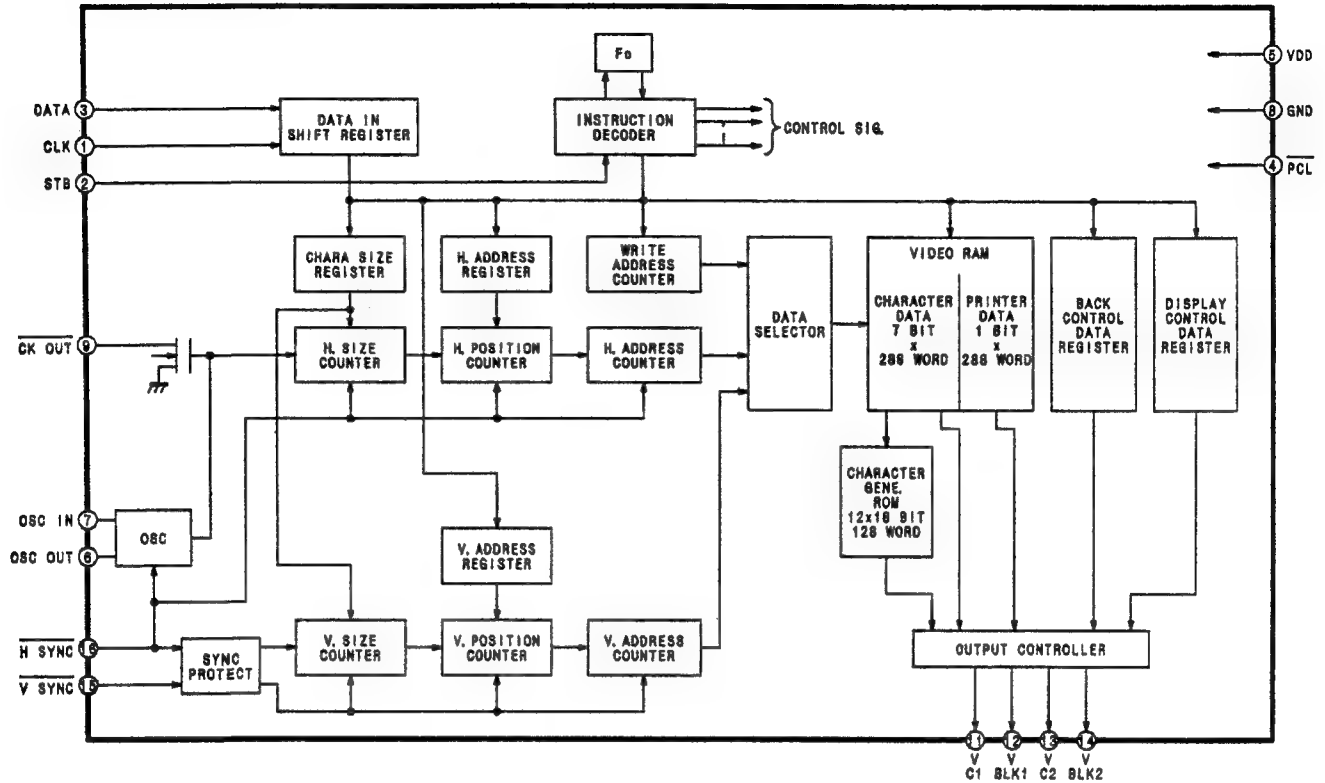 Fo
5 VDD
DATA 3
DATA IN
SHIFT REGISTER
INSTRUCTION
DECODER
CONTROL SIG.
8 GND
CLK 1
4 PCL
STB 2
CHARA SIZE
REGISTER
H. ADDRESS
REGISTER
WRITE
ADDRESS
COUNTER
DATA
SELECTOR
VIDEO RAM
CHARACTER
DATA
7 BIT
x
288 WORD
PRINTER
DATA
1 BIT
x
288 WORD
BACK
CONTROL
DATA
REGISTER
DISPLAY
CONTROL
DATA
REGISTER
CK OUT 9
H. SIZE
COUNTER
H. POSITION
COUNTER
H. ADDRESS
COUNTER
CHARACTER
GENE.
ROM
12x18 BIT
128 WORD
OSC IN 7
OSC OUT 6
OSC
V. ADDRESS
REGISTER
H SYNC 16
V SYNC 15
SYNC
PROTECT
V. SIZE
COUNTER
V. POSITION
COUNTER
V. ADDRESS
COUNTER
OUTPUT CONTROLLER
11 12 13 14
V V V V
C1 BLK1 C2 BLK2